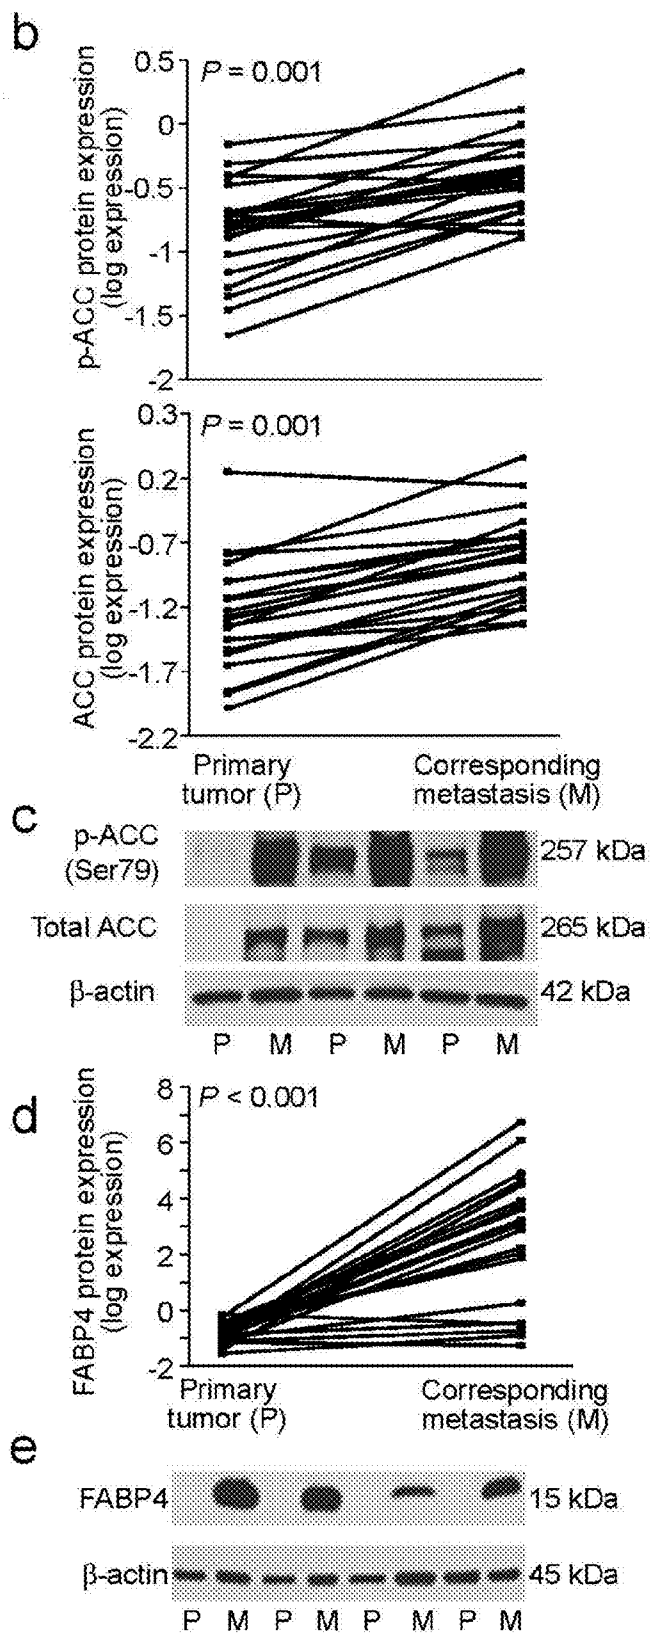 b
p-ACC protein expression
(log expression)
0.5
0
-0.5
-1
-1.5
-2
P = 0.001
ACC protein expression
(log expression)
0.3
0.2
-0.7
-1.2
-1.7
-2.2
P = 0.001
Primary
tumor (P)
Corresponding
metastasis (M)
c
p-ACC
(Ser79)
257 kDa
Total ACC
265 kDa
β-actin
42 kDa
P M P M P M
d
FABP4 protein expression
(log expression)
8
6
4
2
0
-2
P < 0.001
Primary
tumor (P)
Corresponding
metastasis (M)
e
FABP4
15 kDa
β-actin
45 kDa
P M P M P M P M